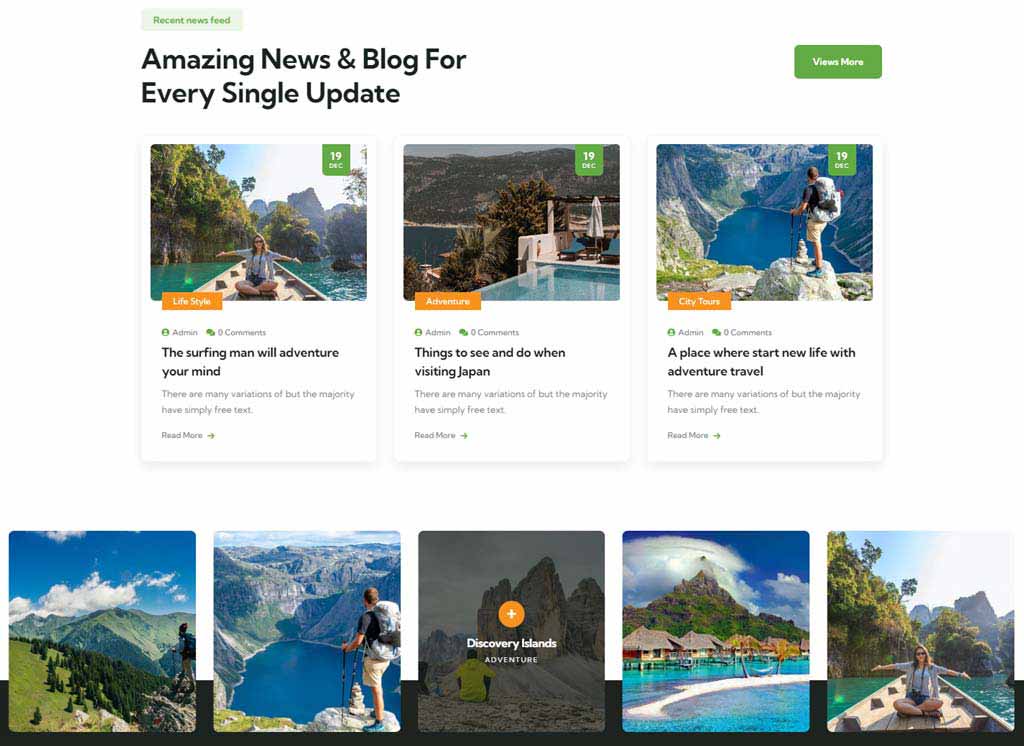 Recent news feed
Amazing News & Blog For
Every Single Update
Views More
19
DEC
Life Style
Admin 0 Comments
The surfing man will adventure
your mind
There are many variations of but the majority
have simply free text.
Read More
19
DEC
Adventure
Admin 0 Comments
Things to see and do when
visiting Japan
There are many variations of but the majority
have simply free text.
Read More
19
DEC
City Tours
Admin 0 Comments
A place where start new life with
adventure travel
There are many variations of but the majority
have simply free text.
Read More
Discovery Islands
ADVENTURE